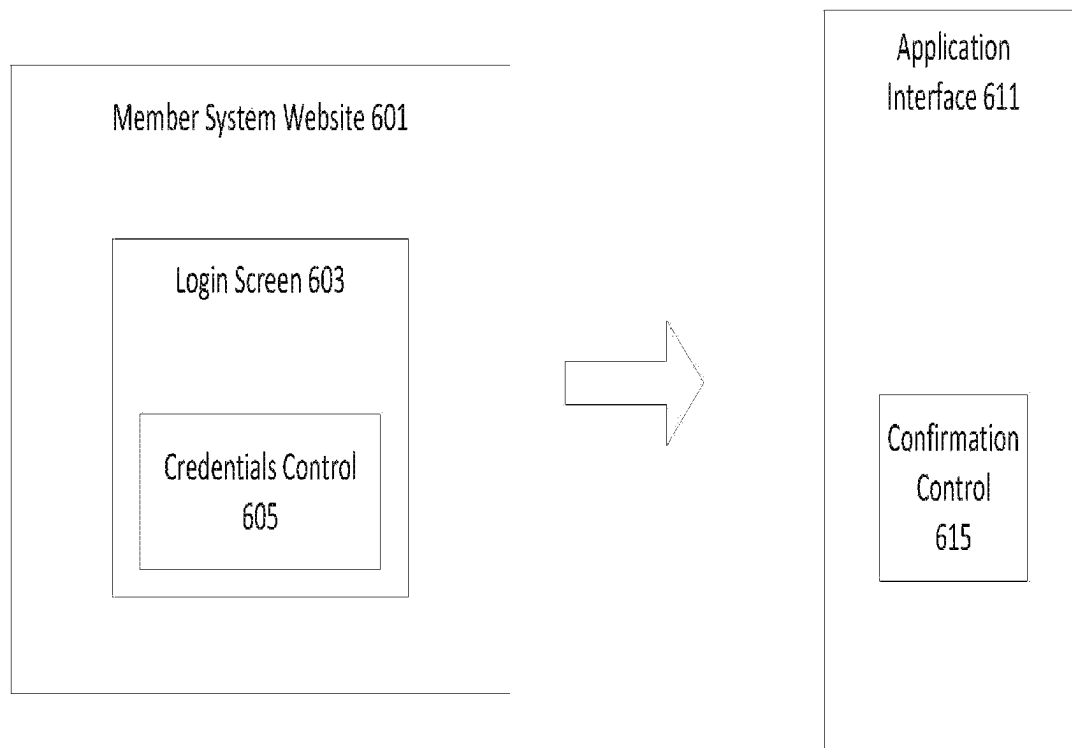 Member System Website 601
Login Screen 603
Credentials Control
605
Application
Interface 611
Confirmation
Control
615